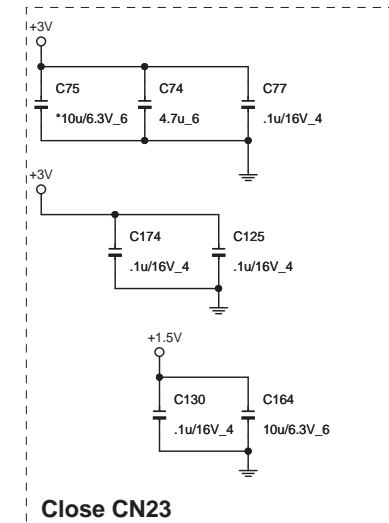 +3V
C75 C74 C77
*10u/6.3V_6 4.7u_6 .1u/16V_4
+3V
C174 C125
.1u/16V_4 .1u/16V_4
+1.5V
C130 C164
.1u/16V_4 10u/6.3V_6
Close CN23